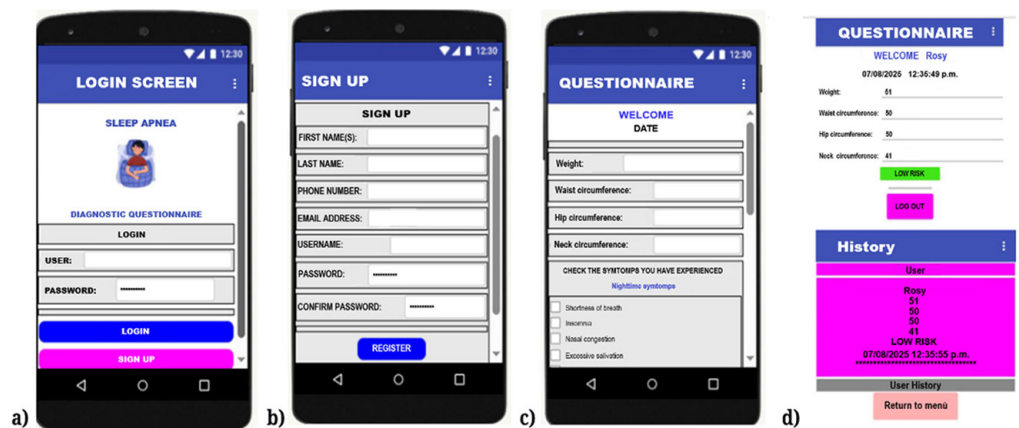 12:30
LOGIN SCREEN
SLEEP APNEA
DIAGNOSTIC QUESTIONNAIRE
LOGIN
USER:
PASSWORD:
LOGIN
SIGN UP
a)
12:30
SIGN UP
SIGN UP
FIRST NAME(S):
LAST NAME:
PHONE NUMBER:
EMAIL ADDRESS:
USERNAME:
PASSWORD:
CONFIRM PASSWORD:
REGISTER
b)
12:30
QUESTIONNAIRE
WELCOME
DATE
Weight:
Waist circumference:
Hip circumference:
Neck circumference:
CHECK THE SYMTOMPS YOU HAVE EXPERIENCED
Nighttime symtomps
Shortness of breath
Insomnia
Nasal congestion
Excessive salivation
c)
QUESTIONNAIRE
WELCOME Rosy
07/08/2025 12:35:49 p.m.
Weight: 51
Waist circumference: 50
Hip circumference: 50
Neck circumference: 41
LOW RISK
LOG OUT
History
User
Rosy
51
50
50
41
LOW RISK
07/08/2025 12:35:55 p.m.
User History
Return to menù
d)